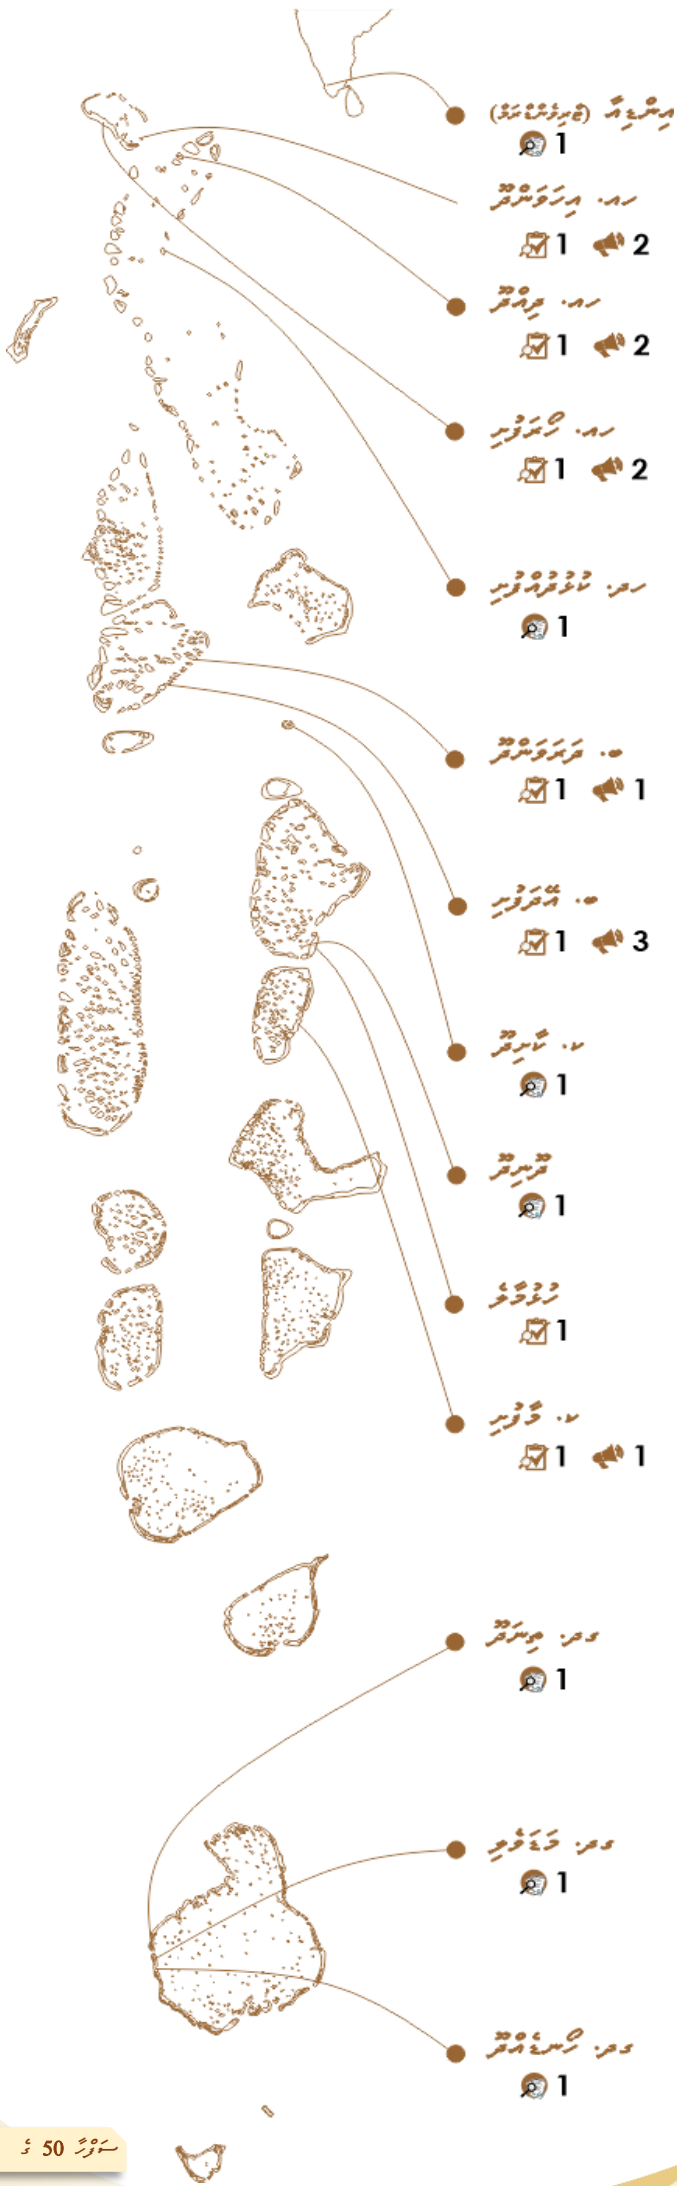 އިންޑިއާ (ޓްރިވެންޑްރަމް)
1
ހއ. އިހަވަންދޫ
1 2
ހއ. ދިއްދޫ
1 2
ހއ. ހޯރަފުށި
1 2
ހދ. ކުޅުދުއްފުށި
1
ބ. ދަރަވަންދޫ
1 1
ބ. އޭދަފުށި
1 3
ކ. ކާށިދޫ
1
ދޫނިދޫ
1
ހުޅުމާލެ
1
ކ. މާފުށި
1 1
ގދ. ތިނަދޫ
1
ގދ. މަޑަވެލި
1
ގދ. ހޯނޑެއްދޫ
1
ސަފްހާ 50 ގެ